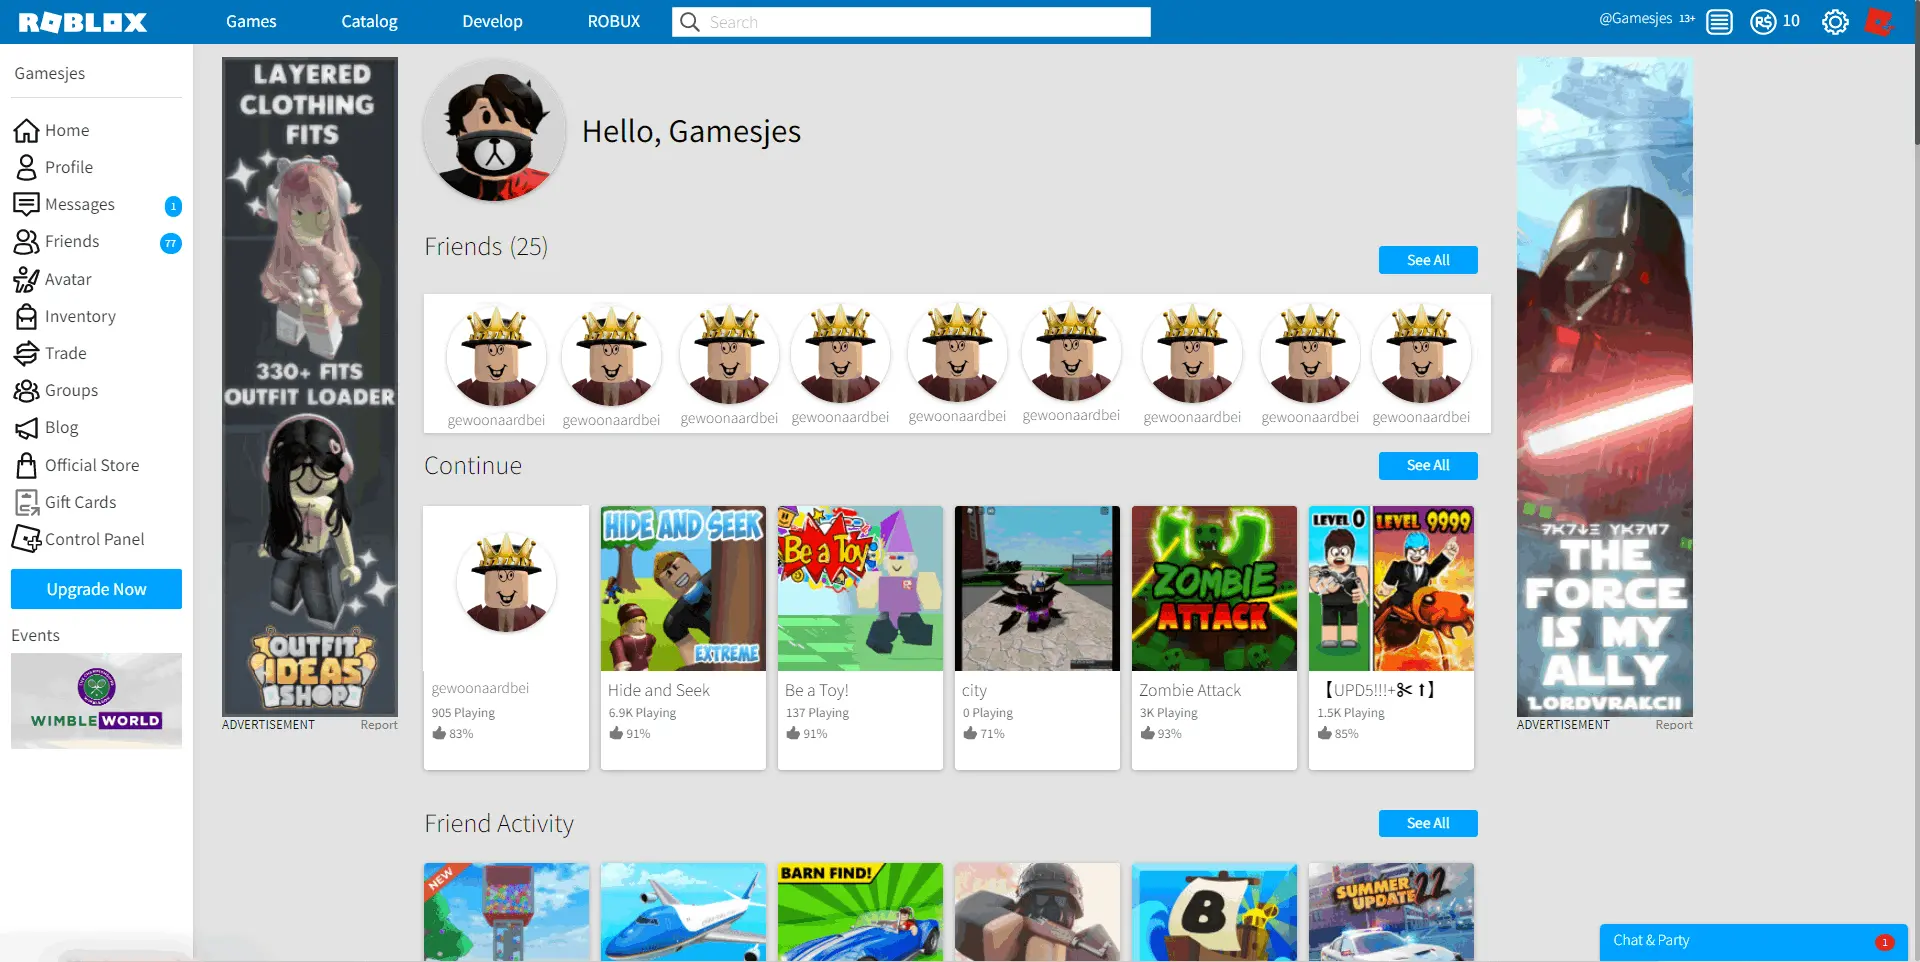 ROBLOX
Games
Catalog
Develop
ROBUX
Search
@Gamesjes 13+
R$ 10
Gamesjes
Home
Profile
Messages 1
Friends 77
Avatar
Inventory
Trade
Groups
Blog
Official Store
Gift Cards
Control Panel
Upgrade Now
Events
WIMBLEWORLD
LAYERED
CLOTHING
FITS
330+ FITS
OUTFIT LOADER
OUTFIT
IDEAS
SHOP
ADVERTISEMENT Report
Hello, Gamesjes
Friends (25)
See All
gewoonaardbei gewoonaardbei gewoonaardbei gewoonaardbei gewoonaardbei gewoonaardbei gewoonaardbei gewoonaardbei gewoonaardbei
Continue
See All
gewoonaardbei
905 Playing
83%
HIDE AND SEEK
EXTREME
Hide and Seek
6.9K Playing
91%
Be a Toy!
Be a Toy!
137 Playing
91%
city
0 Playing
71%
ZOMBIE
ATTACK
Zombie Attack
3K Playing
93%
LEVEL 0 LEVEL 9999
【UPD5!!!+✂⬆】
1.5K Playing
85%
Friend Activity
See All
NEW
BARN FIND!
B
SUMMER '22
UPDATE
THE
FORCE
IS MY
ALLY
LORDVRAKCII
ADVERTISEMENT Report
Chat & Party 1